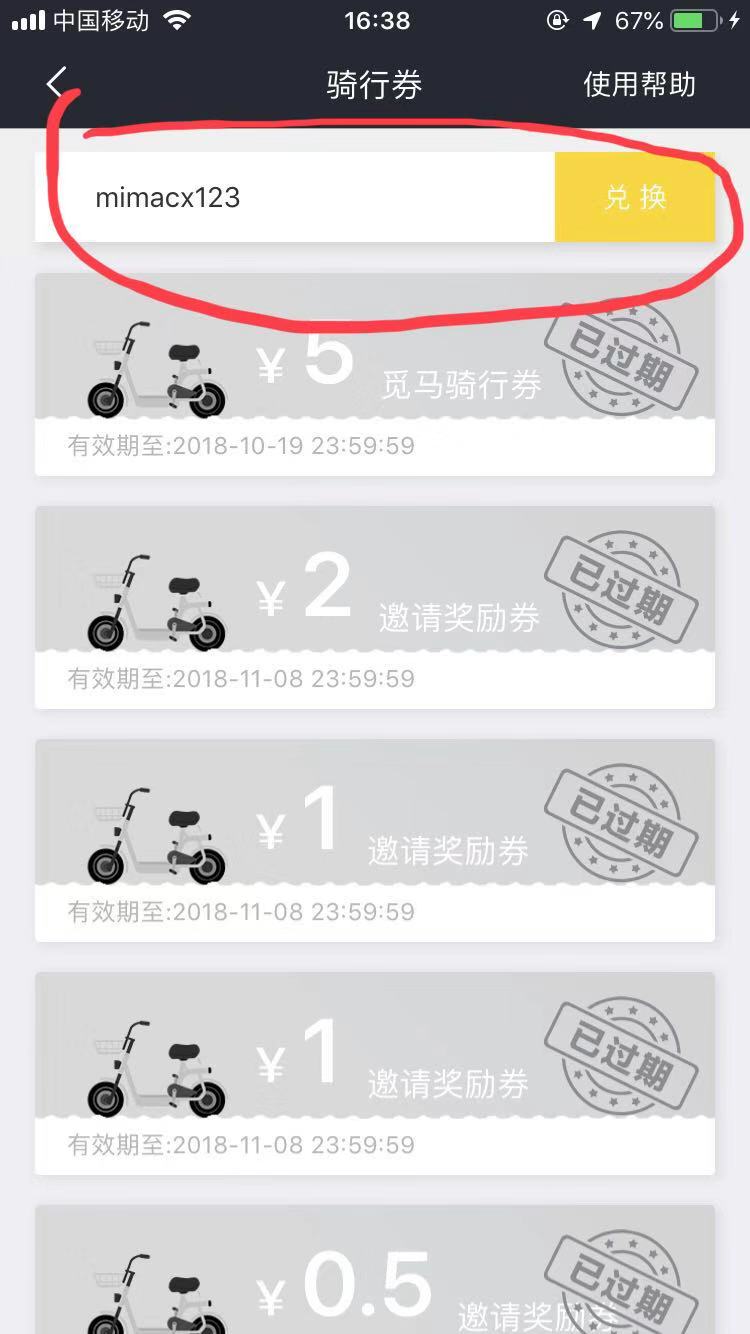 中国移动 16:38 67%
骑行券 使用帮助
mimacx123 兑换
¥5 觅马骑行券 已过期
有效期至:2018-10-19 23:59:59
¥2 邀请奖励券 已过期
有效期至:2018-11-08 23:59:59
¥1 邀请奖励券 已过期
有效期至:2018-11-08 23:59:59
¥1 邀请奖励券 已过期
有效期至:2018-11-08 23:59:59
¥0.5 邀请奖励券 已过期